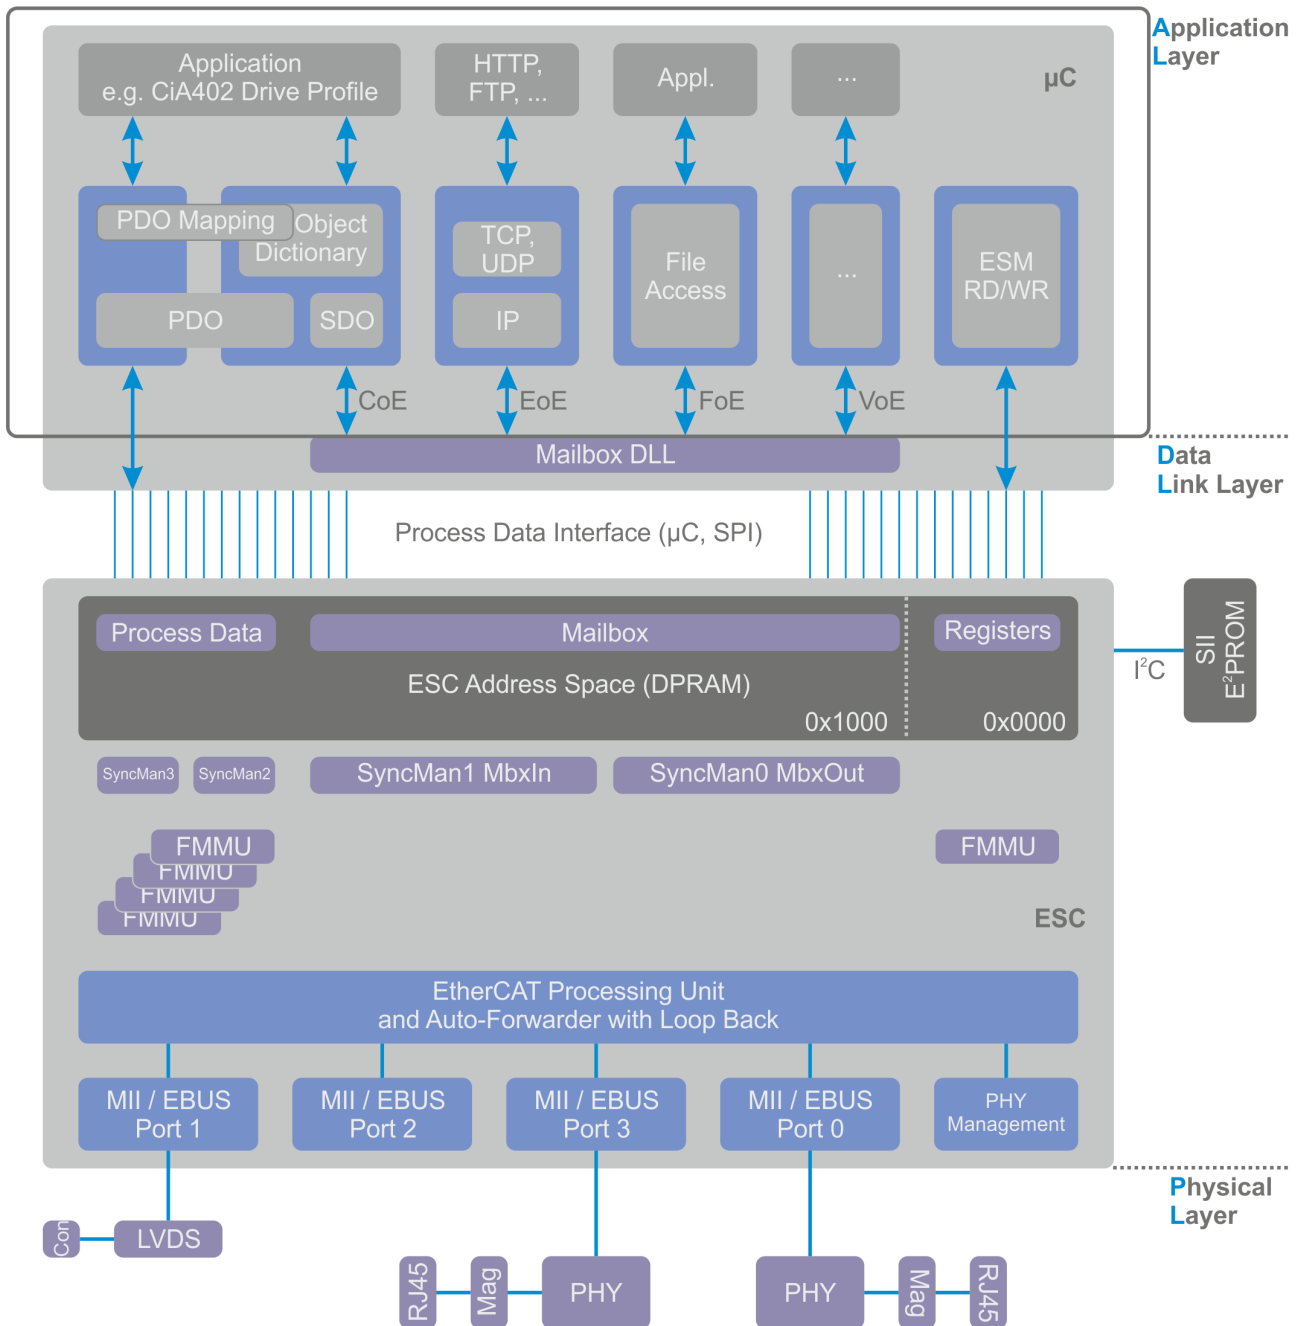 Application
Layer
µC
Application
e.g. CiA402 Drive Profile
HTTP,
FTP, ...
Appl.
...
PDO Mapping
Object
Dictionary
PDO
SDO
TCP,
UDP
IP
File
Access
...
ESM
RD/WR
CoE
EoE
FoE
VoE
Mailbox DLL
Data
Link Layer
Process Data Interface (µC, SPI)
Process Data
Mailbox
Registers
ESC Address Space (DPRAM)
0x1000
0x0000
I²C
SII
E²PROM
SyncMan3
SyncMan2
SyncMan1 MbxIn
SyncMan0 MbxOut
FMMU
FMMU
FMMU
FMMU
FMMU
ESC
EtherCAT Processing Unit
and Auto-Forwarder with Loop Back
MII / EBUS
Port 1
MII / EBUS
Port 2
MII / EBUS
Port 3
MII / EBUS
Port 0
PHY
Management
Physical
Layer
Con
LVDS
RJ45
Mag
PHY
PHY
Mag
RJ45